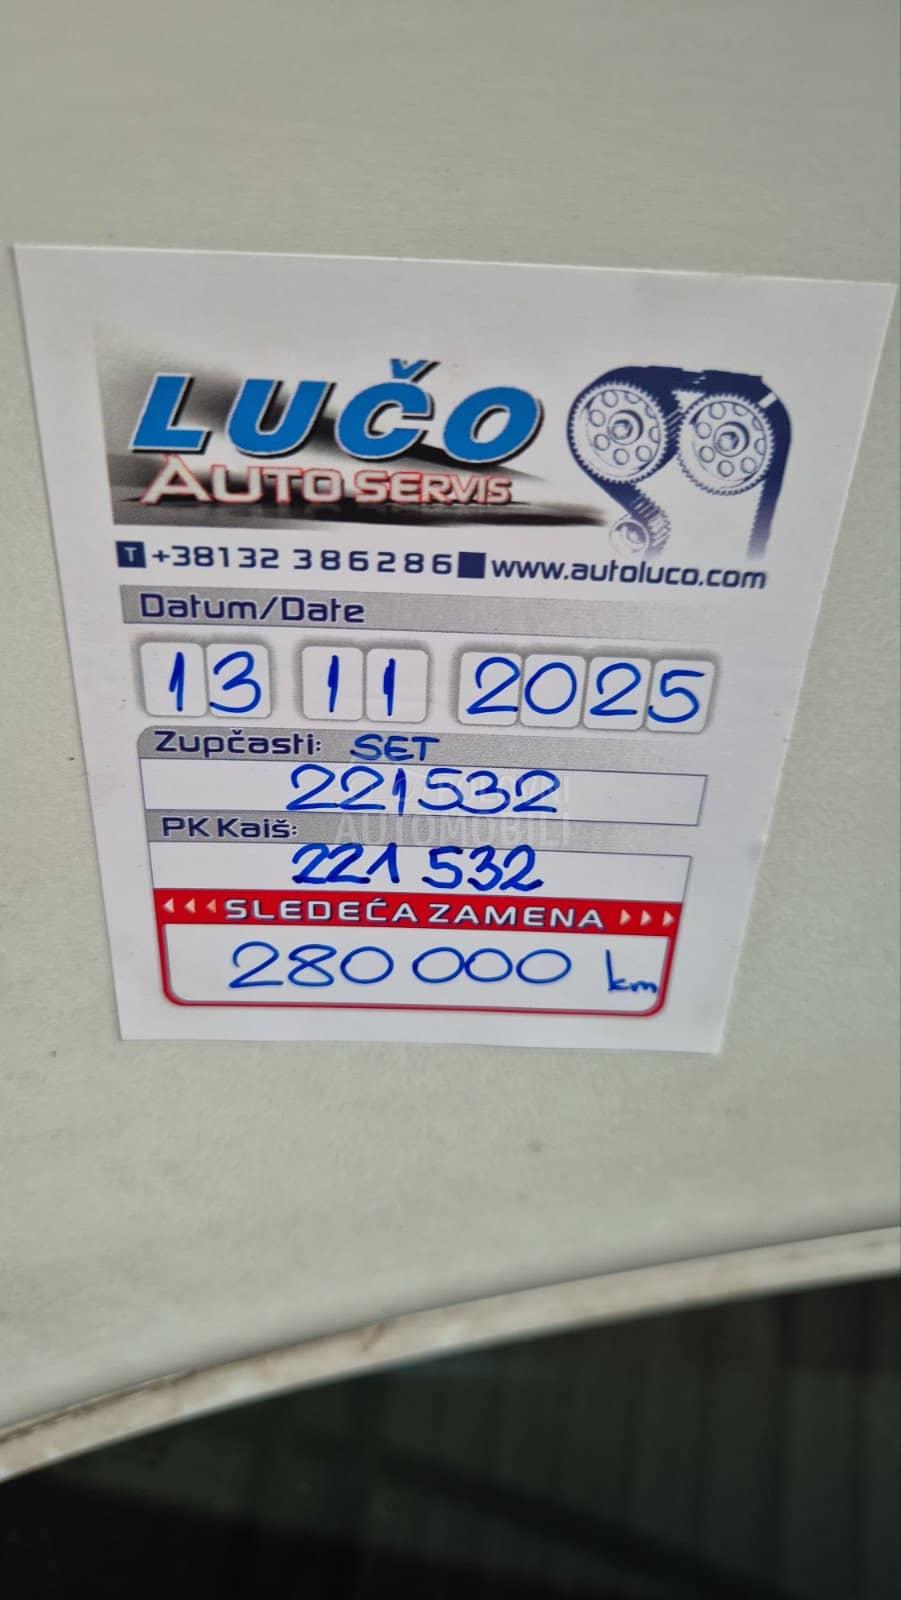 LUČO
AUTO SERVIS
T +38132 386286 www.autoluco.com
Datum/Date
13 11 2025
Zupčasti: SET
221532
PK Kaiš:
AUTOMOBILI
221 532
SLEDEĆA ZAMENA
280 000 km